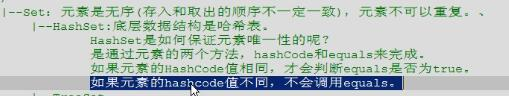 |--Set：元素是无序(存入和取出的顺序不一定一致)，元素不可以重复。、
|--HashSet:底层数据结构是哈希表。
HashSet是如何保证元素唯一性的呢？
是通过元素的两个方法，hashCode和equals来完成。
如果元素的HashCode值相同，才会判断equals是否为true。
如果元素的hashcode值不同，不会调用equals。